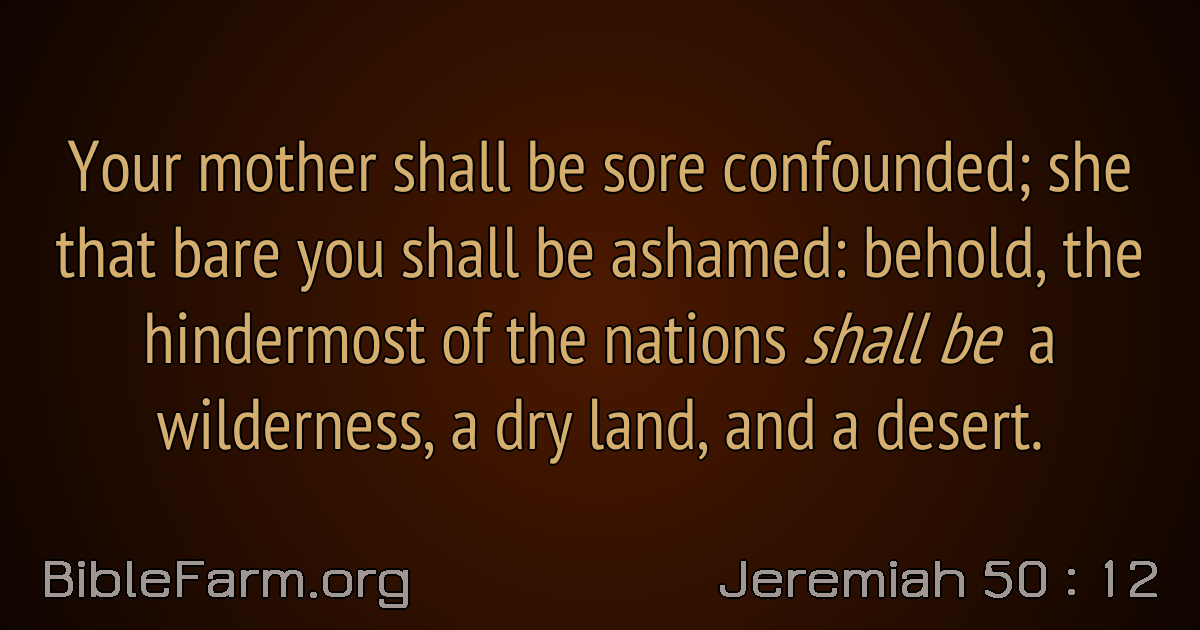 Your mother shall be sore confounded; she
that bare you shall be ashamed: behold, the
hindermost of the nations shall be a
wilderness, a dry land, and a desert.
BibleFarm.org
Jeremiah 50 : 12